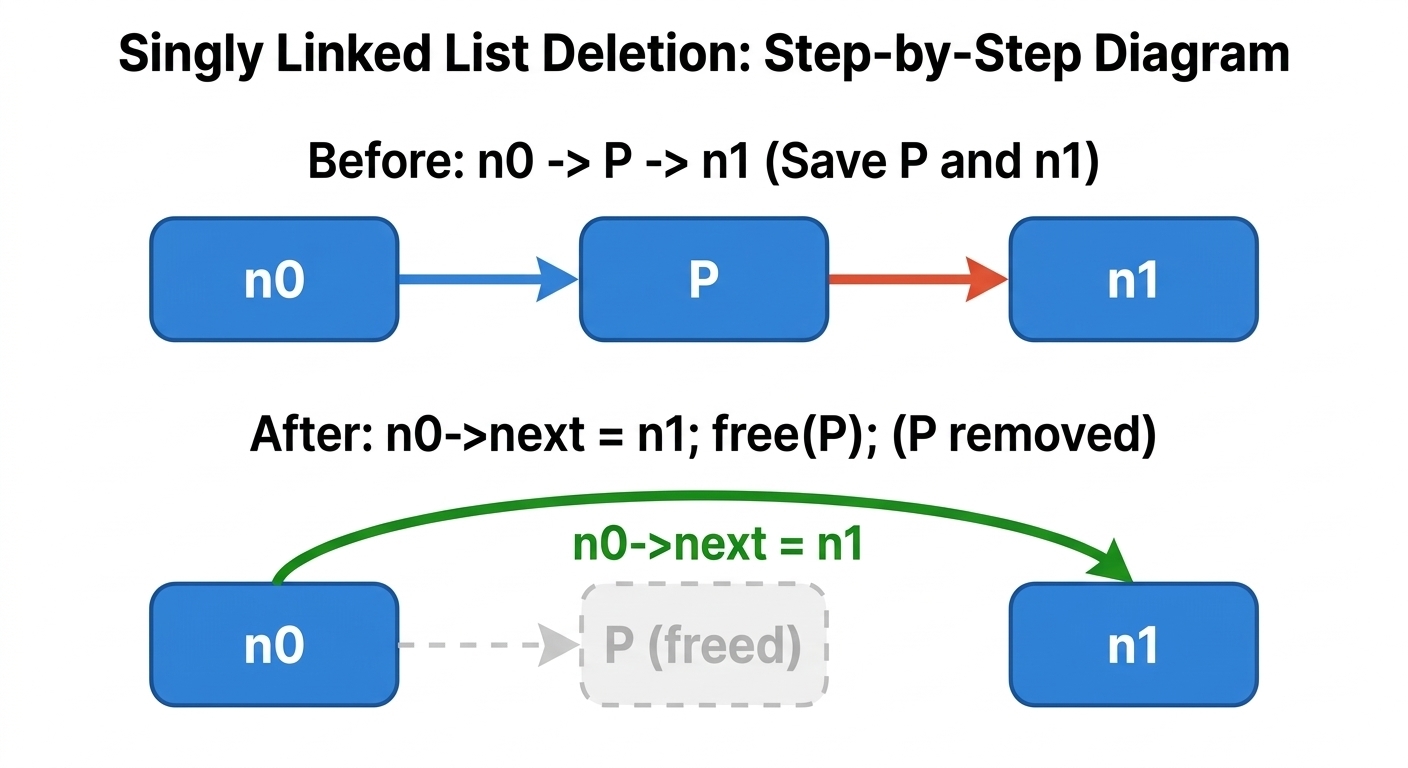 Singly Linked List Deletion: Step-by-Step Diagram
Before: n0 -> P -> n1 (Save P and n1)
n0
P
n1
After: n0->next = n1; free(P); (P removed)
n0->next = n1
n0
P (freed)
n1